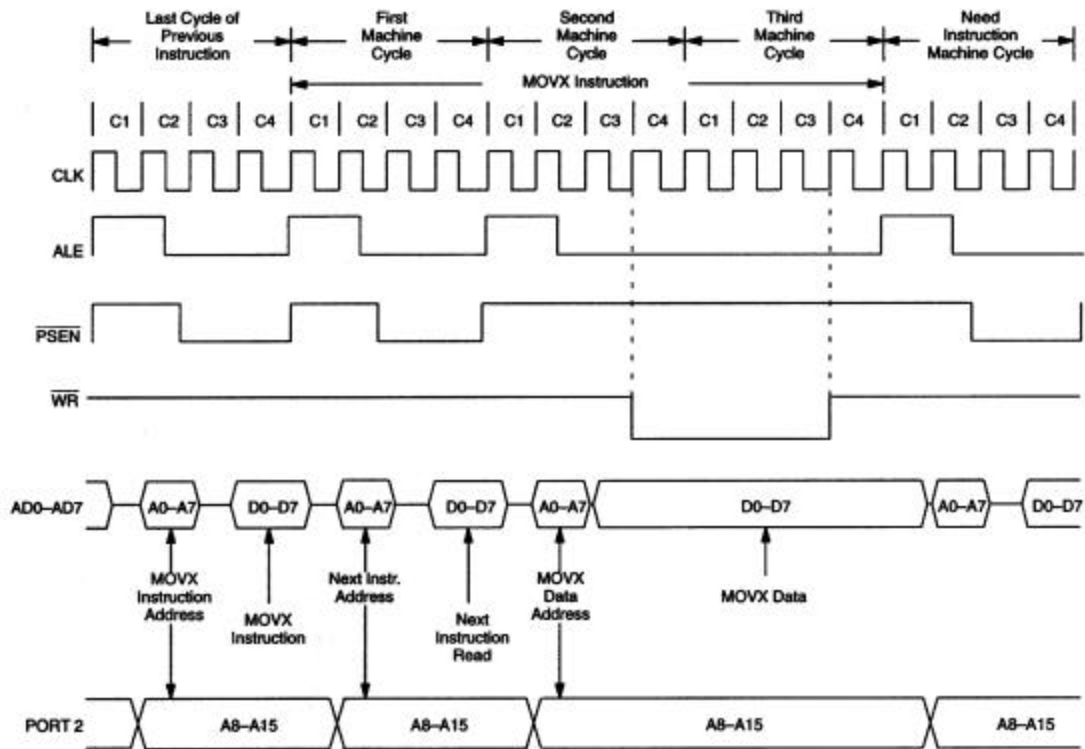 Last Cycle of
Previous
Instruction
First
Machine
Cycle
Second
Machine
Cycle
Third
Machine
Cycle
Need
Instruction
Machine Cycle
MOVX Instruction
C1 C2 C3 C4 C1 C2 C3 C4 C1 C2 C3 C4 C1 C2 C3 C4 C1 C2 C3 C4
CLK
ALE
PSEN
WR
AD0–AD7 A0–A7 D0–D7 A0–A7 D0–D7 A0–A7 D0–D7 A0–A7 D0–D7
MOVX
Instruction
Address
MOVX
Instruction
Next Instr.
Address
Next
Instruction
Read
MOVX
Data
Address
MOVX Data
PORT 2 A8–A15 A8–A15 A8–A15 A8–A15